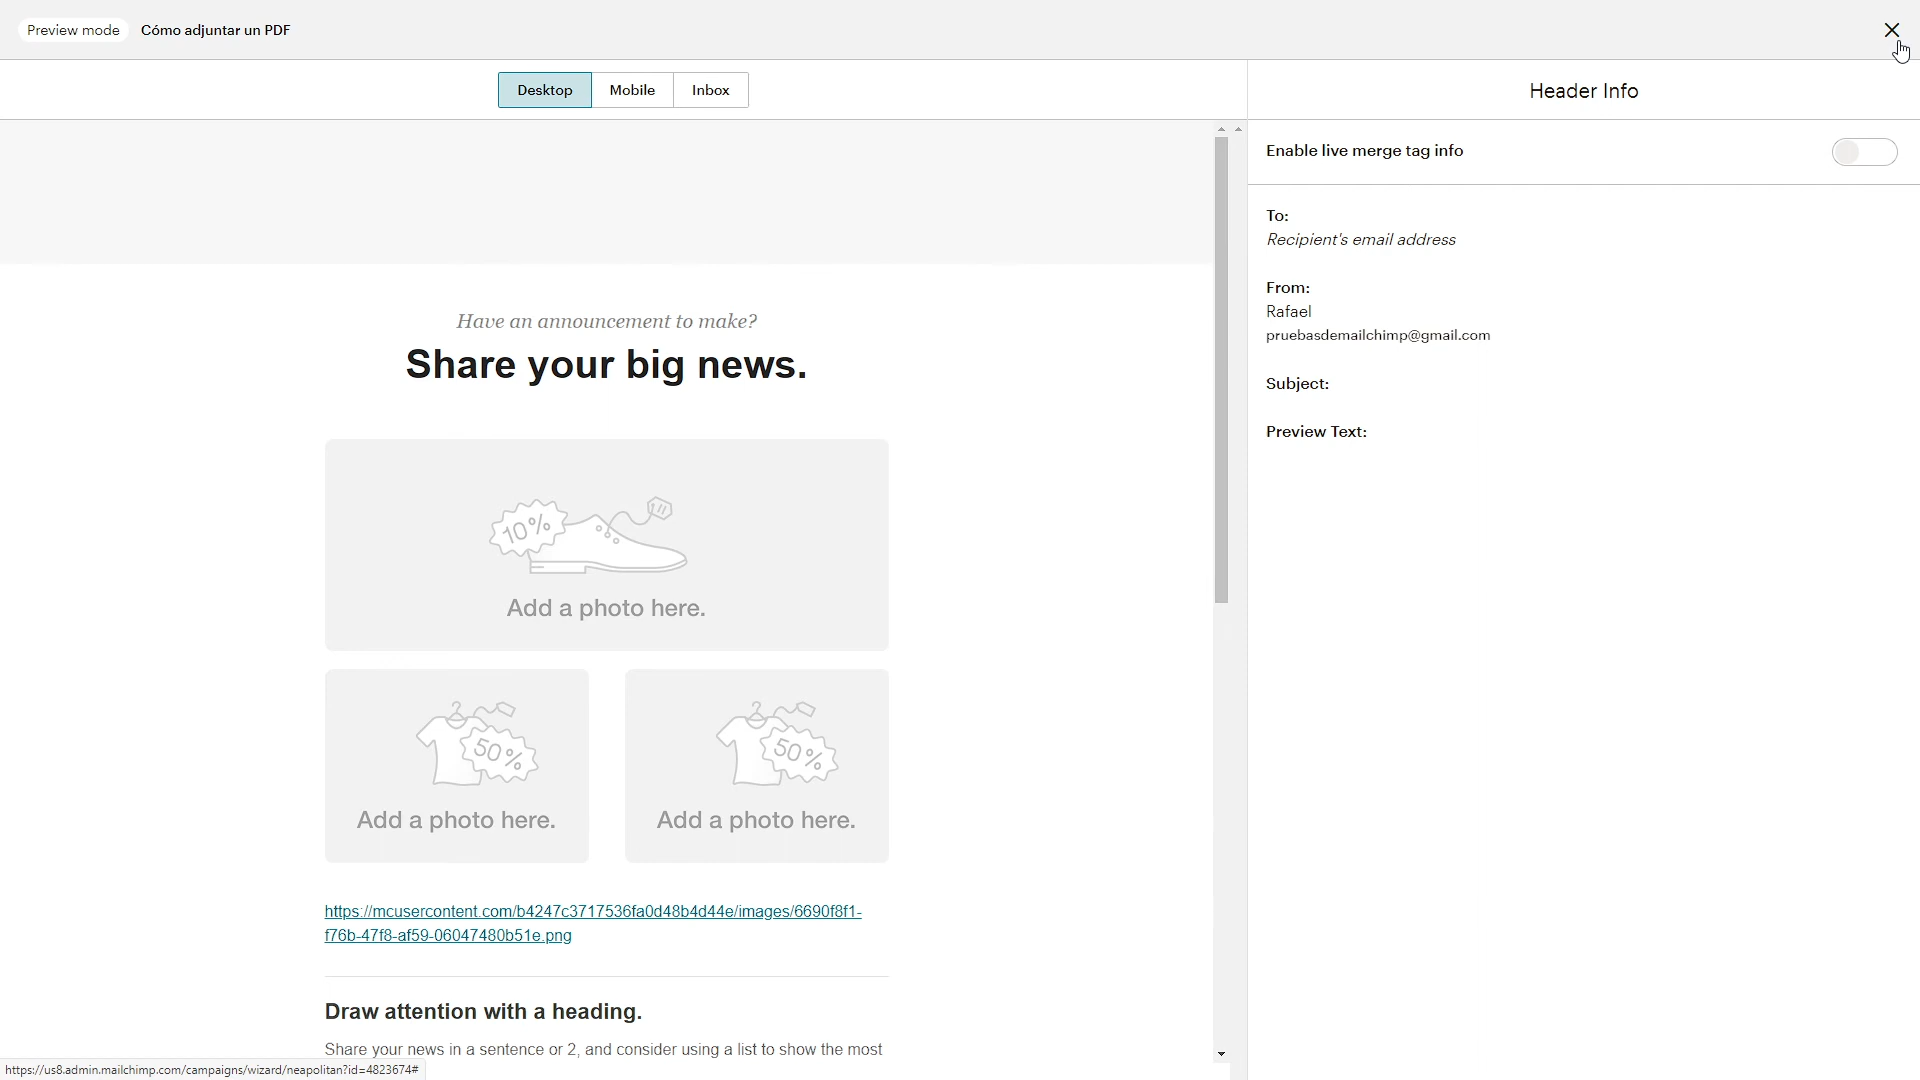 Preview mode Cómo adjuntar un PDF
Desktop Mobile Inbox
Header Info
Enable live merge tag info
To:
Recipient's email address
From:
Rafael
pruebasdemailchimp@gmail.com
Subject:
Preview Text:
Have an announcement to make?
Share your big news.
10%
Add a photo here.
50% 50%
Add a photo here. Add a photo here.
https://mcusercontent.com/b4247c3717536fa0d48b4d44e/images/6690f8f1-
f76b-47f8-af59-06047480b51e.png
Draw attention with a heading.
Share your news in a sentence or 2, and consider using a list to show the most
https://us8.admin.mailchimp.com/campaigns/wizard/neapolitan?id=4823674#